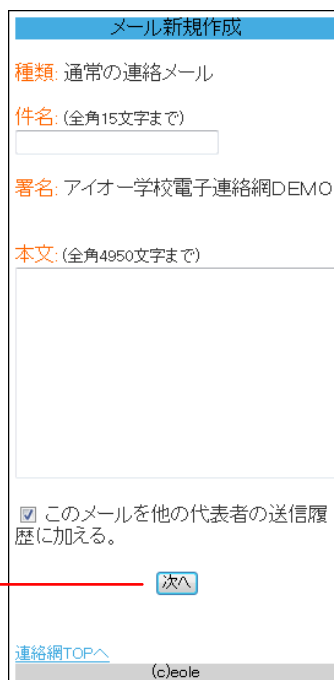 メール新規作成
種類: 通常の連絡メール
件名: (全角15文字まで)
署名: アイオー学校電子連絡網DEMO
本文: (全角4950文字まで)
このメールを他の代表者の送信履
歴に加える。
次へ
連絡網TOPへ
(c)eole